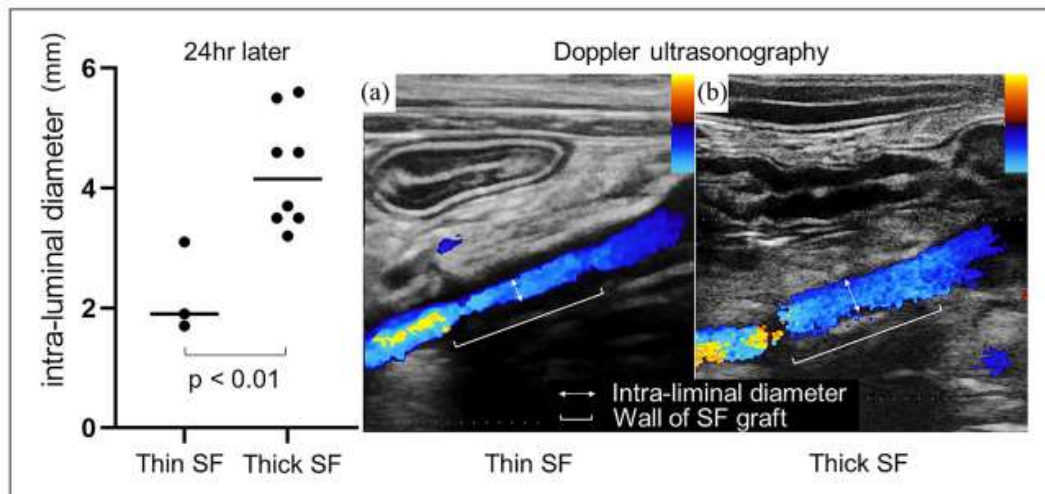 24hr later
Doppler ultrasonography
intra-luminal diameter (mm)
6
4
2
0
p < 0.01
Thin SF
Thick SF
(a)
(b)
Intra-liminal diameter
Wall of SF graft
Thin SF
Thick SF